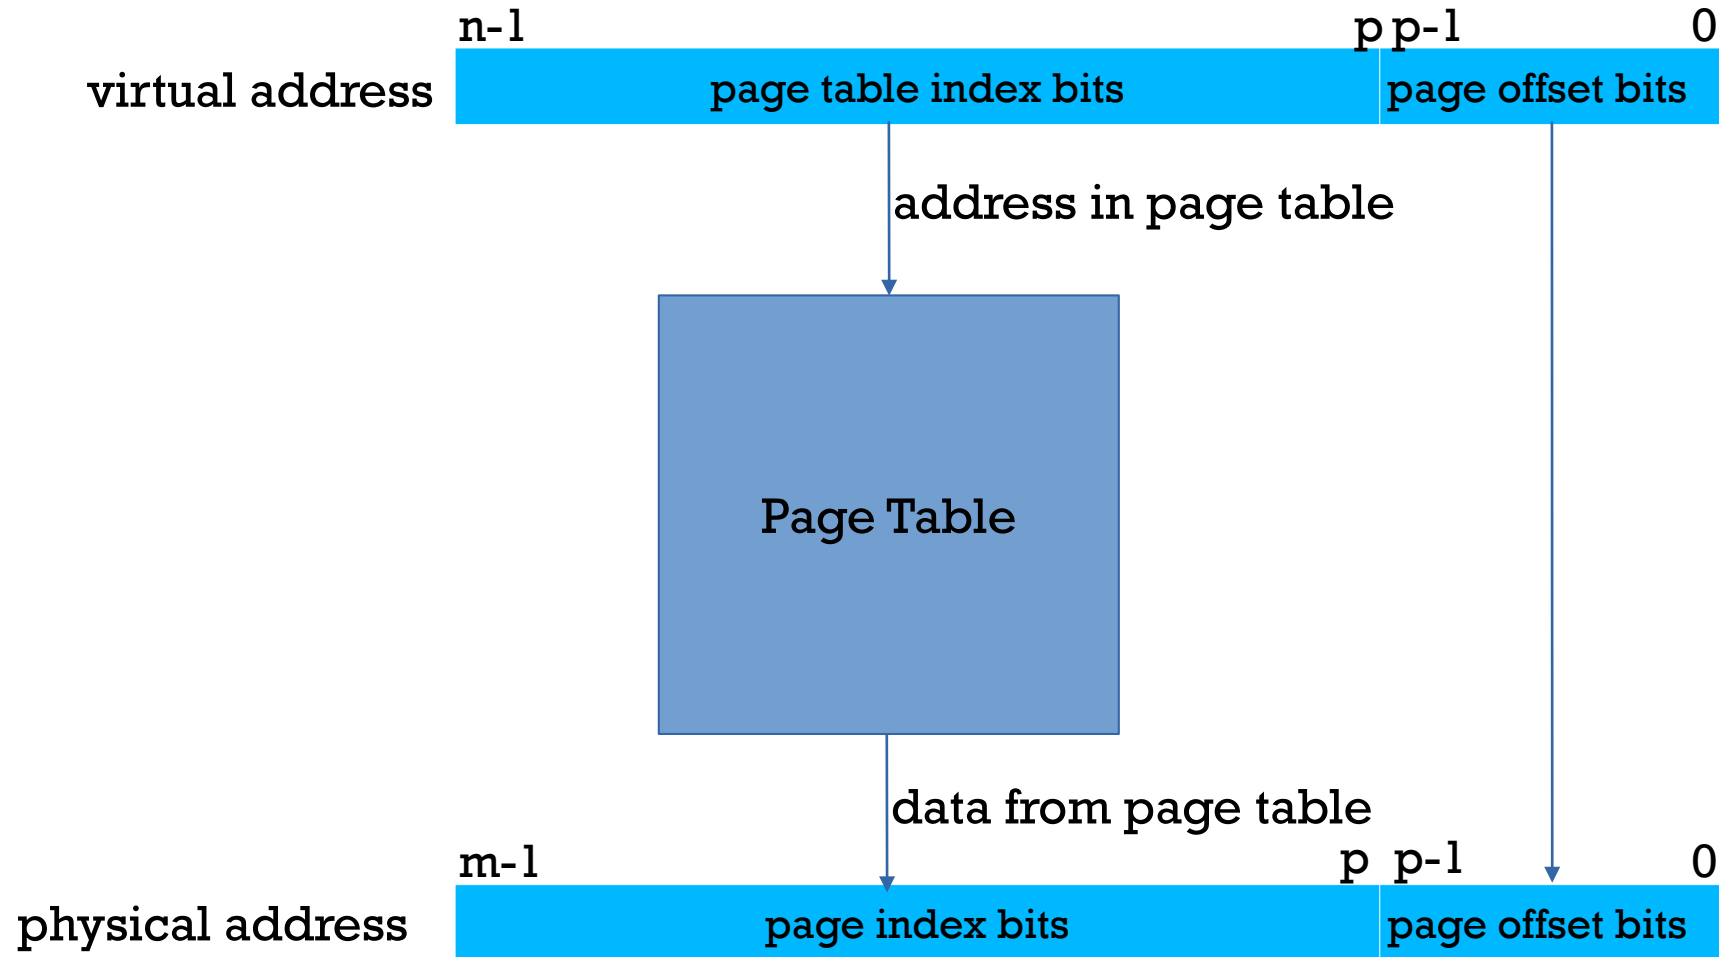 n-1 p p-1 0
virtual address page table index bits page offset bits
address in page table
Page Table
data from page table
m-1 p p-1 0
physical address page index bits page offset bits